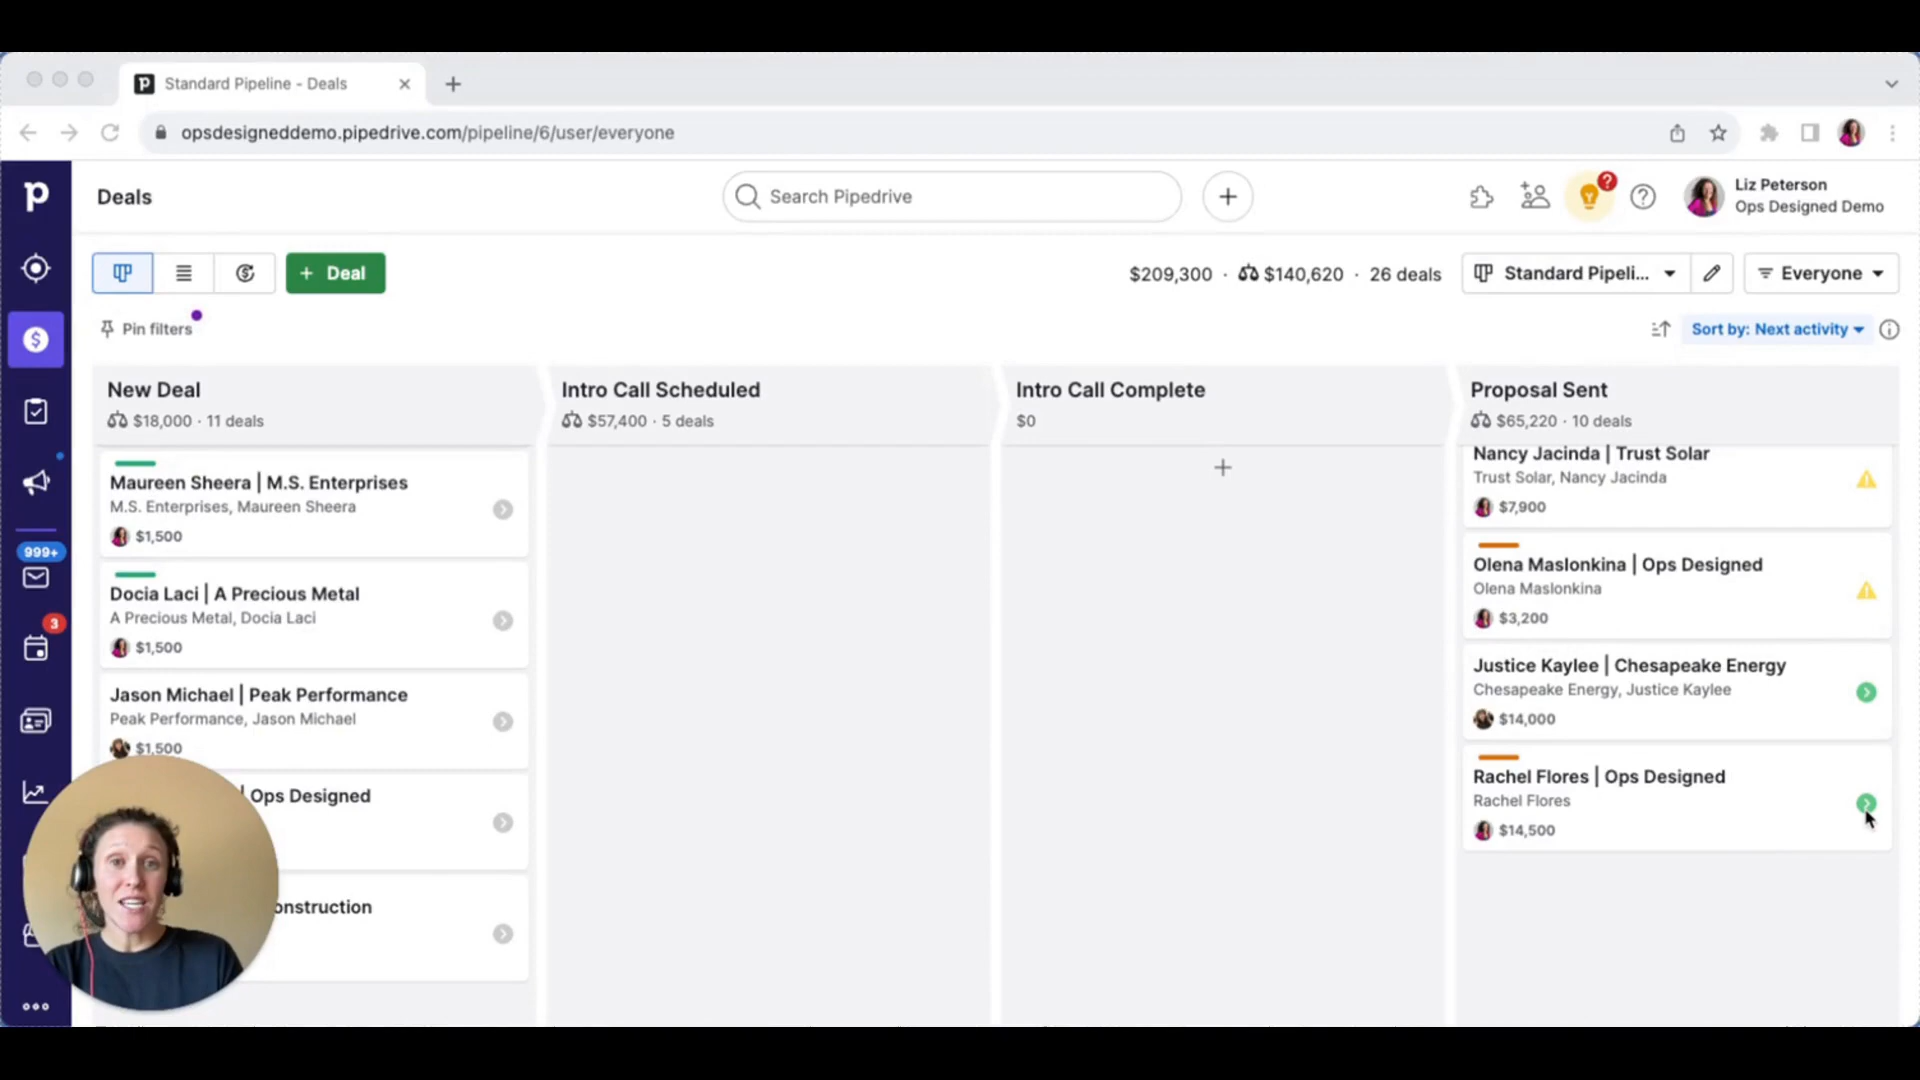 Standard Pipeline - Deals
opsdesigneddemo.pipedrive.com/pipeline/6/user/everyone
p
Deals
Search Pipedrive
?
Liz Peterson
Ops Designed Demo
+ Deal
$209,300 · $140,620 · 26 deals
Standard Pipeli...
Everyone
Pin filters
Sort by: Next activity
New Deal
$18,000 · 11 deals
Intro Call Scheduled
$57,400 · 5 deals
Intro Call Complete
$0
Proposal Sent
$65,220 · 10 deals
999+
3
Maureen Sheera | M.S. Enterprises
M.S. Enterprises, Maureen Sheera
$1,500
Docia Laci | A Precious Metal
A Precious Metal, Docia Laci
$1,500
Jason Michael | Peak Performance
Peak Performance, Jason Michael
$1,500
| Ops Designed
onstruction
Nancy Jacinda | Trust Solar
Trust Solar, Nancy Jacinda
$7,900
Olena Maslonkina | Ops Designed
Olena Maslonkina
$3,200
Justice Kaylee | Chesapeake Energy
Chesapeake Energy, Justice Kaylee
$14,000
Rachel Flores | Ops Designed
Rachel Flores
$14,500